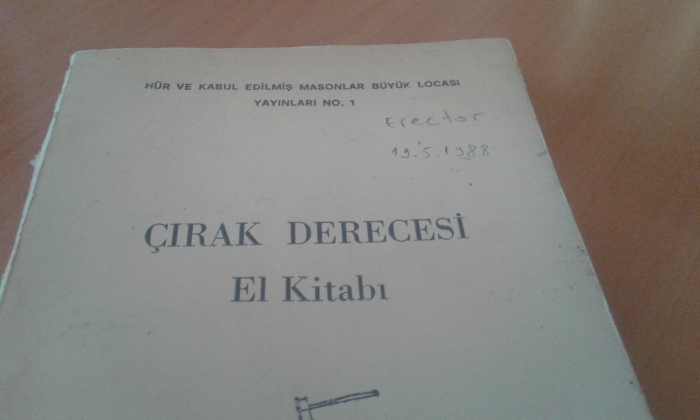 HÜR VE KABUL EDİLMİŞ MASONLAR BÜYÜK LOCASI
YAYINLARI NO. 1
Erector
19.5.1988
ÇIRAK DERECESİ
El Kitabı